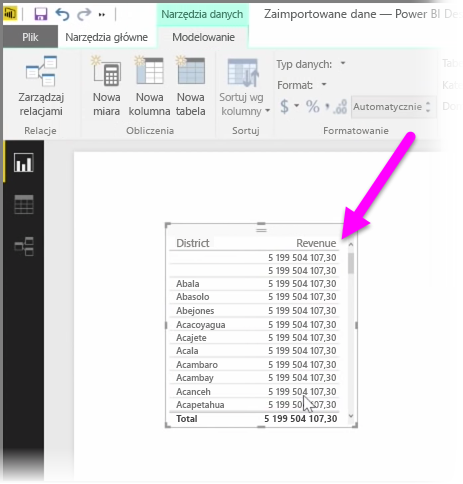 Narzędzia danych
Zaimportowane dane — Power BI Des
Plik
Narzędzia główne
Modelowanie
Zarządzaj relacjami
Nowa miara
Nowa kolumna
Nowa tabela
Sortuj wg kolumny
Typ danych:
Format:
$ % , .00
Automatycznie
Relacje
Obliczenia
Sortuj
Formatowanie
District Revenue
5 199 504 107,30
5 199 504 107,30
Abala 5 199 504 107,30
Abasolo 5 199 504 107,30
Abejones 5 199 504 107,30
Acacoyagua 5 199 504 107,30
Acajete 5 199 504 107,30
Acala 5 199 504 107,30
Acambaro 5 199 504 107,30
Acambay 5 199 504 107,30
Acanceh 5 199 504 107,30
Acapetahua 5 199 504 107,30
Total 5 199 504 107,30